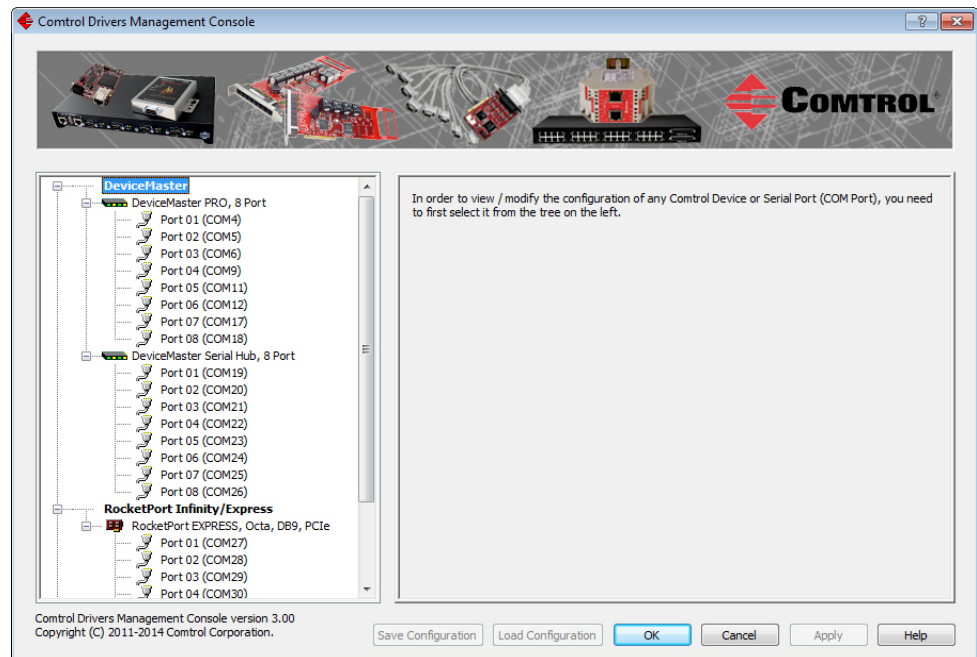 Comtrol Drivers Management Console
COMTROL
DeviceMaster
DeviceMaster PRO, 8 Port
Port 01 (COM4)
Port 02 (COM5)
Port 03 (COM6)
Port 04 (COM9)
Port 05 (COM11)
Port 06 (COM12)
Port 07 (COM17)
Port 08 (COM18)
DeviceMaster Serial Hub, 8 Port
Port 01 (COM19)
Port 02 (COM20)
Port 03 (COM21)
Port 04 (COM22)
Port 05 (COM23)
Port 06 (COM24)
Port 07 (COM25)
Port 08 (COM26)
RocketPort Infinity/Express
RocketPort EXPRESS, Octa, DB9, PCIe
Port 01 (COM27)
Port 02 (COM28)
Port 03 (COM29)
Port 04 (COM30)
In order to view / modify the configuration of any Comtrol Device or Serial Port (COM Port), you need
to first select it from the tree on the left.
Comtrol Drivers Management Console version 3.00
Copyright (C) 2011-2014 Comtrol Corporation.
Save Configuration
Load Configuration
OK
Cancel
Apply
Help